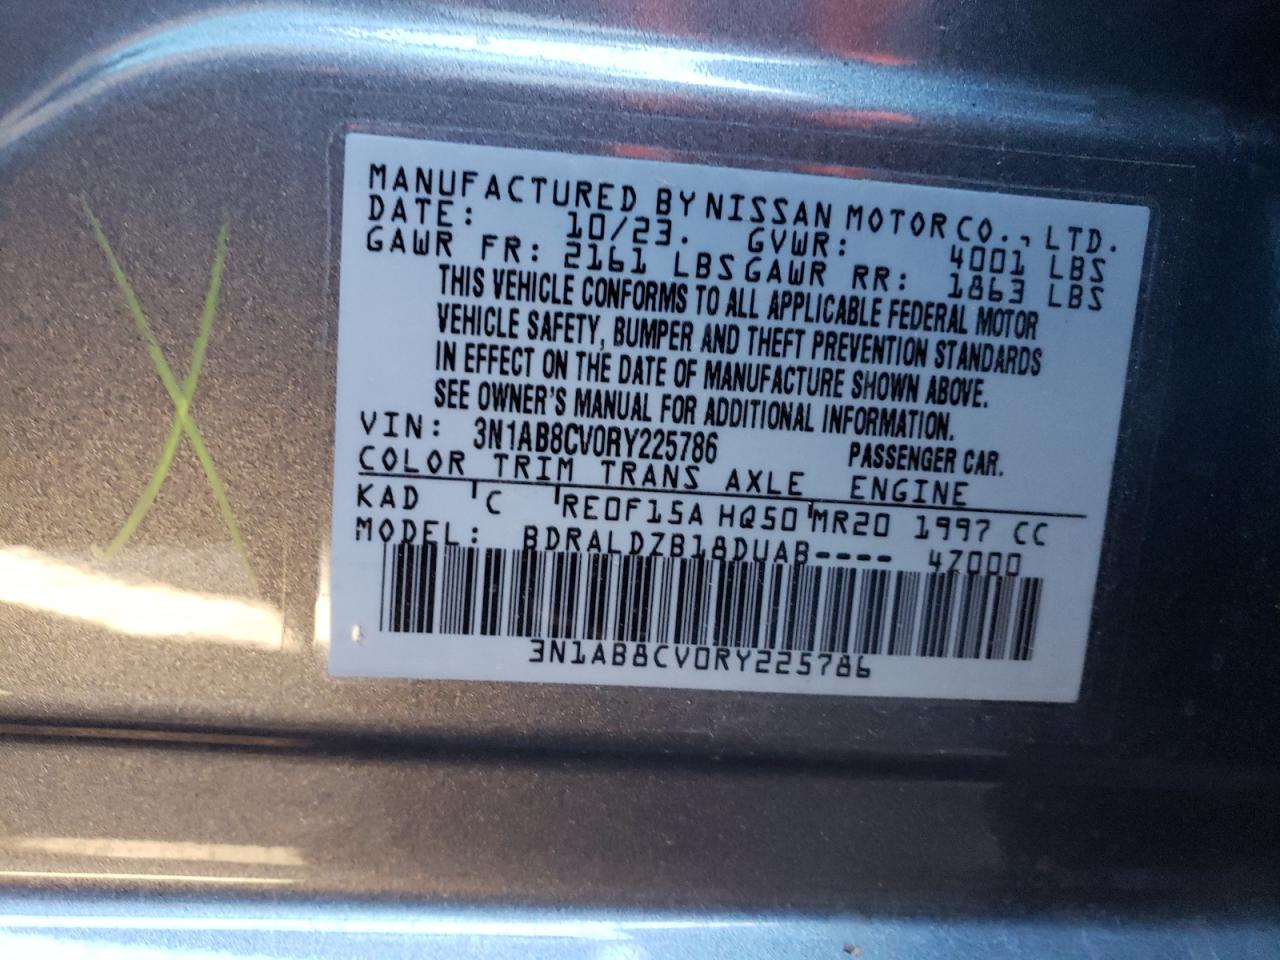 MANUFACTURED BY NISSAN MOTOR CO., LTD.
DATE: 10/23. GVWR: 4001 LBS
GAWR FR: 2161 LBS GAWR RR: 1863 LBS
THIS VEHICLE CONFORMS TO ALL APPLICABLE FEDERAL MOTOR
VEHICLE SAFETY, BUMPER AND THEFT PREVENTION STANDARDS
IN EFFECT ON THE DATE OF MANUFACTURE SHOWN ABOVE.
SEE OWNER'S MANUAL FOR ADDITIONAL INFORMATION.
VIN: 3N1AB8CV0RY225786 PASSENGER CAR.
COLOR TRIM TRANS AXLE ENGINE
KAD C RE0F15A HQ50 MR20 1997 CC
MODEL: BDRALDZB18DUAB---- 47000
3N1AB8CV0RY225786